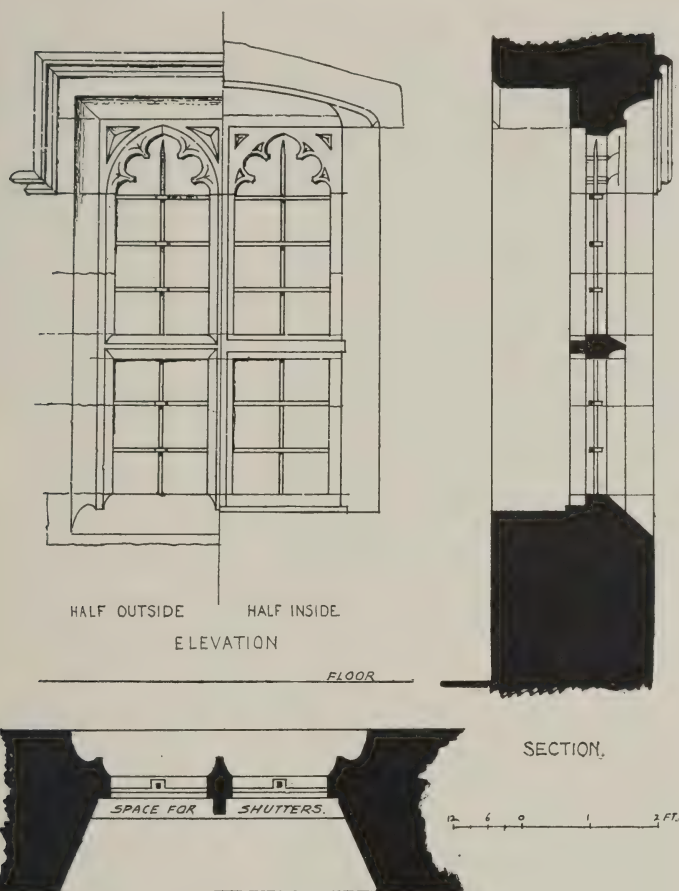 HALF OUTSIDE HALF INSIDE
ELEVATION
FLOOR
SECTION.
SPACE FOR SHUTTERS.
12 6 0 1 2 FT.